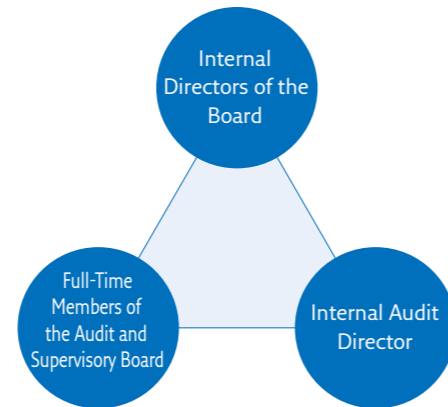 Internal
Directors of the
Board
Full-Time
Members of
the Audit and
Supervisory Board
Internal Audit
Director